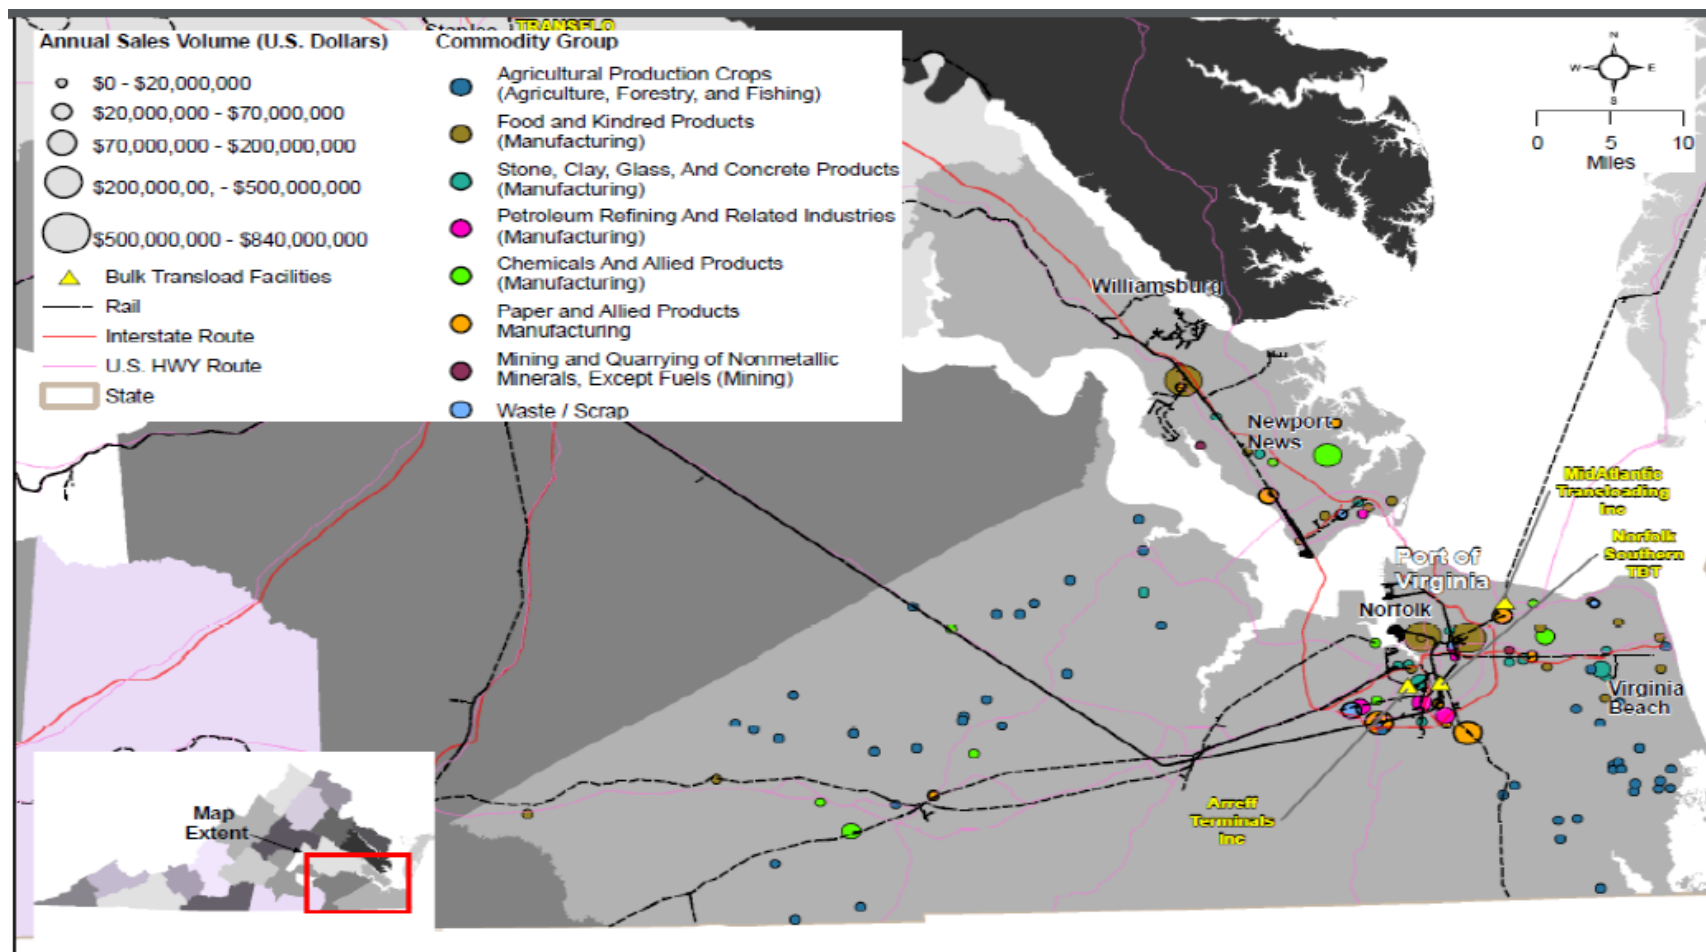 TRANSFLO
Annual Sales Volume (U.S. Dollars)
$0 - $20,000,000
$20,000,000 - $70,000,000
$70,000,000 - $200,000,000
$200,000,00, - $500,000,000
$500,000,000 - $840,000,000
Bulk Transload Facilities
Rail
Interstate Route
U.S. HWY Route
State
Commodity Group
Agricultural Production Crops
(Agriculture, Forestry, and Fishing)
Food and Kindred Products
(Manufacturing)
Stone, Clay, Glass, And Concrete Products
(Manufacturing)
Petroleum Refining And Related Industries
(Manufacturing)
Chemicals And Allied Products
(Manufacturing)
Paper and Allied Products
Manufacturing
Mining and Quarrying of Nonmetallic
Minerals, Except Fuels (Mining)
Waste / Scrap
N
W E
S
0 5 10
Miles
Williamsburg
Newport
News
MidAtlantic
Transloading
Inc
Norfolk
Southern
TBT
Port of
Virginia
Norfolk
Virginia
Beach
Arreff
Terminals
Inc
Map
Extent